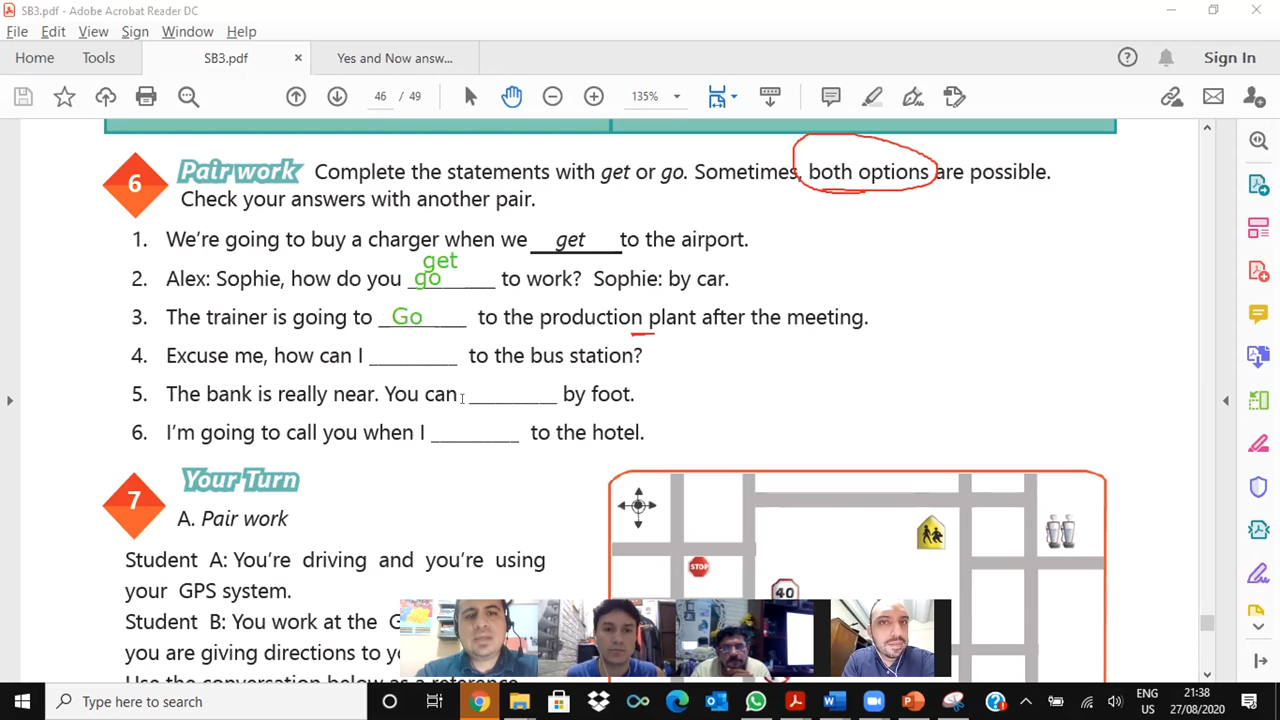 SB3.pdf - Adobe Acrobat Reader DC
File Edit View Sign Window Help
Home Tools SB3.pdf × Yes and Now answ... ? Sign In
46 / 49 135%
6 Pair work Complete the statements with get or go. Sometimes, both options are possible.
Check your answers with another pair.
1. We're going to buy a charger when we get to the airport.
get
2. Alex: Sophie, how do you go to work? Sophie: by car.
3. The trainer is going to Go to the production plant after the meeting.
4. Excuse me, how can I ________ to the bus station?
5. The bank is really near. You can ________ by foot.
6. I'm going to call you when I ________ to the hotel.
7 Your Turn
A. Pair work
Student A: You're driving and you're using
your GPS system.
Student B: You work at the G
you are giving directions to yo
Use the conversation below as a reference
STOP
40
Type here to search
ENG 21:38
US 27/08/2020